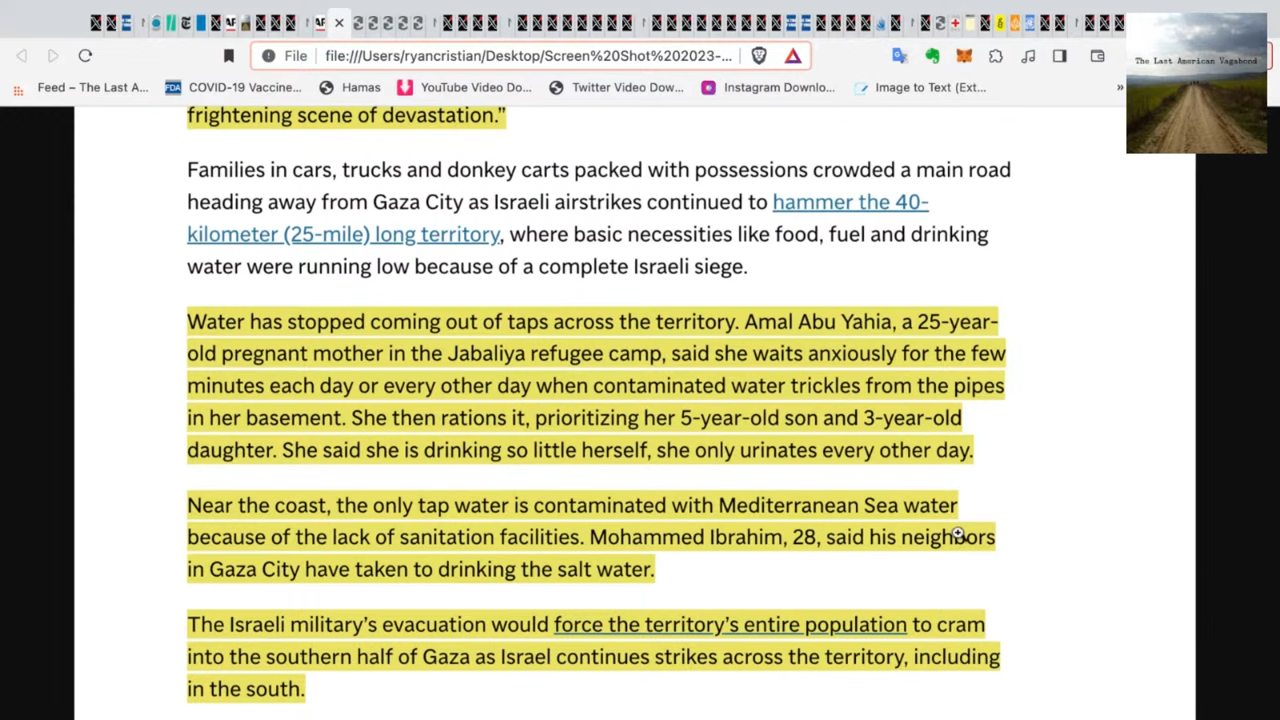 File
file:///Users/ryancristian/Desktop/Screen%20Shot%202023-...
Feed – The Last A...
FDA
COVID-19 Vaccine...
Hamas
YouTube Video Do...
Twitter Video Dow...
Instagram Downlo...
Image to Text (Ext...
»
The Last American Vagabond
frightening scene of devastation.”
Families in cars, trucks and donkey carts packed with possessions crowded a main road
heading away from Gaza City as Israeli airstrikes continued to hammer the 40-
kilometer (25-mile) long territory, where basic necessities like food, fuel and drinking
water were running low because of a complete Israeli siege.
Water has stopped coming out of taps across the territory. Amal Abu Yahia, a 25-year-
old pregnant mother in the Jabaliya refugee camp, said she waits anxiously for the few
minutes each day or every other day when contaminated water trickles from the pipes
in her basement. She then rations it, prioritizing her 5-year-old son and 3-year-old
daughter. She said she is drinking so little herself, she only urinates every other day.
Near the coast, the only tap water is contaminated with Mediterranean Sea water
because of the lack of sanitation facilities. Mohammed Ibrahim, 28, said his neighbors
in Gaza City have taken to drinking the salt water.
The Israeli military’s evacuation would force the territory’s entire population to cram
into the southern half of Gaza as Israel continues strikes across the territory, including
in the south.